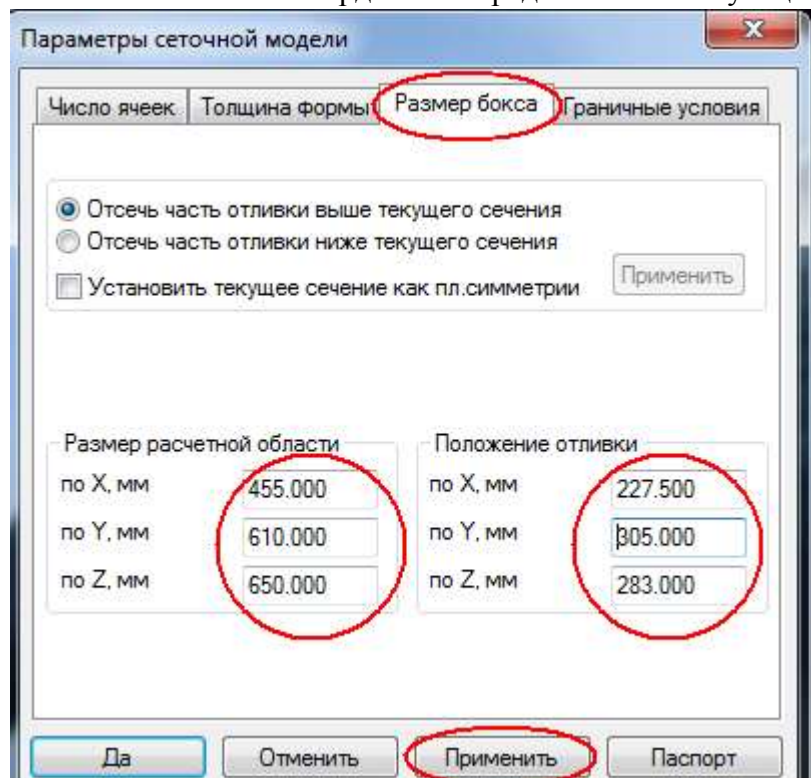 Параметры сеточной модели
Число ячеек Толщина формы Размер бокса Граничные условия
Отсечь часть отливки выше текущего сечения
Отсечь часть отливки ниже текущего сечения
Установить текущее сечение как пл.симметрии Применить
Размер расчетной области Положение отливки
по X, мм 455.000 по X, мм 227.500
по Y, мм 610.000 по Y, мм 305.000
по Z, мм 650.000 по Z, мм 283.000
Да Отменить Применить Паспорт